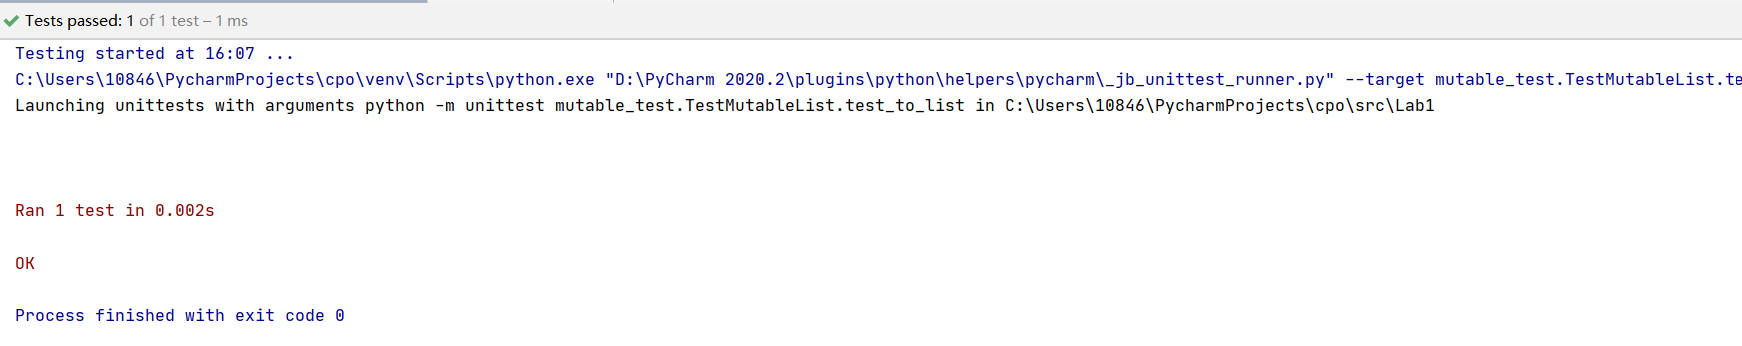 Tests passed: 1 of 1 test – 1 ms
Testing started at 16:07 ...
C:\Users\10846\PycharmProjects\cpo\venv\Scripts\python.exe "D:\PyCharm 2020.2\plugins\python\helpers\pycharm\_jb_unittest_runner.py" --target mutable_test.TestMutableList.te
Launching unittests with arguments python -m unittest mutable_test.TestMutableList.test_to_list in C:\Users\10846\PycharmProjects\cpo\src\Lab1
Ran 1 test in 0.002s
OK
Process finished with exit code 0